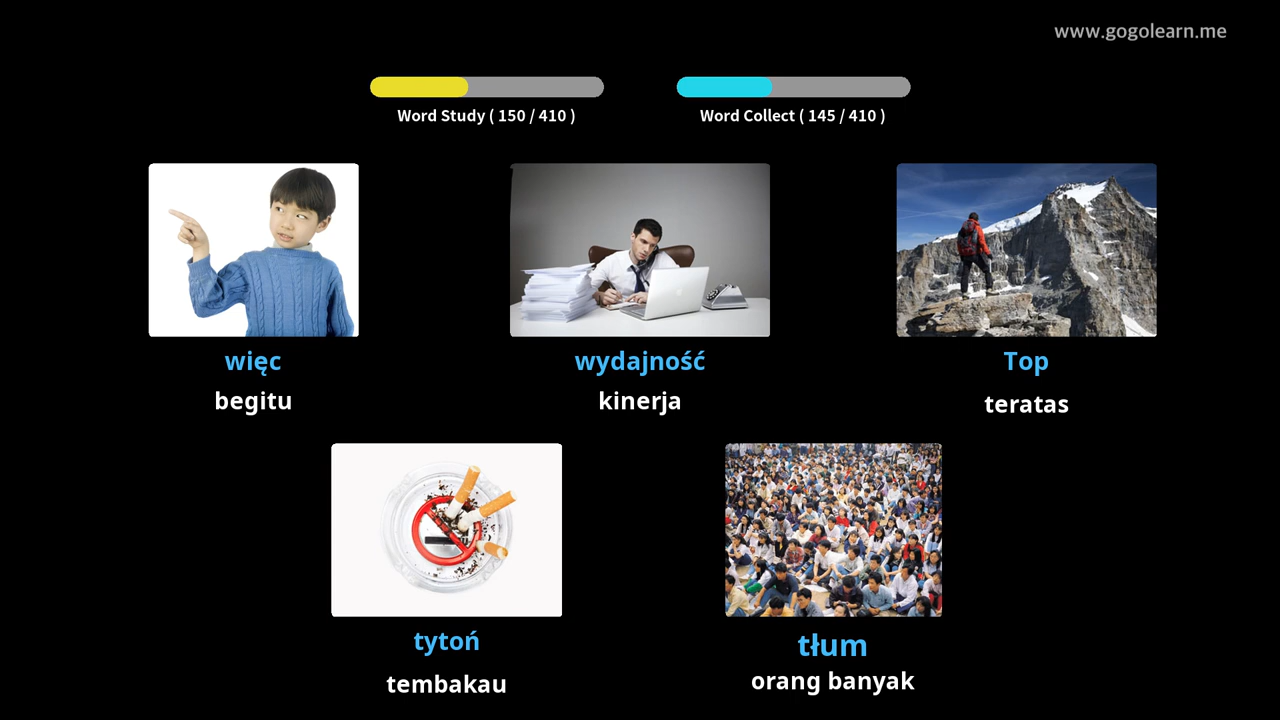 www.gogolearn.me
Word Study ( 150 / 410 )
Word Collect ( 145 / 410 )
więc
begitu
wydajność
kinerja
Top
teratas
tytoń
tembakau
tłum
orang banyak